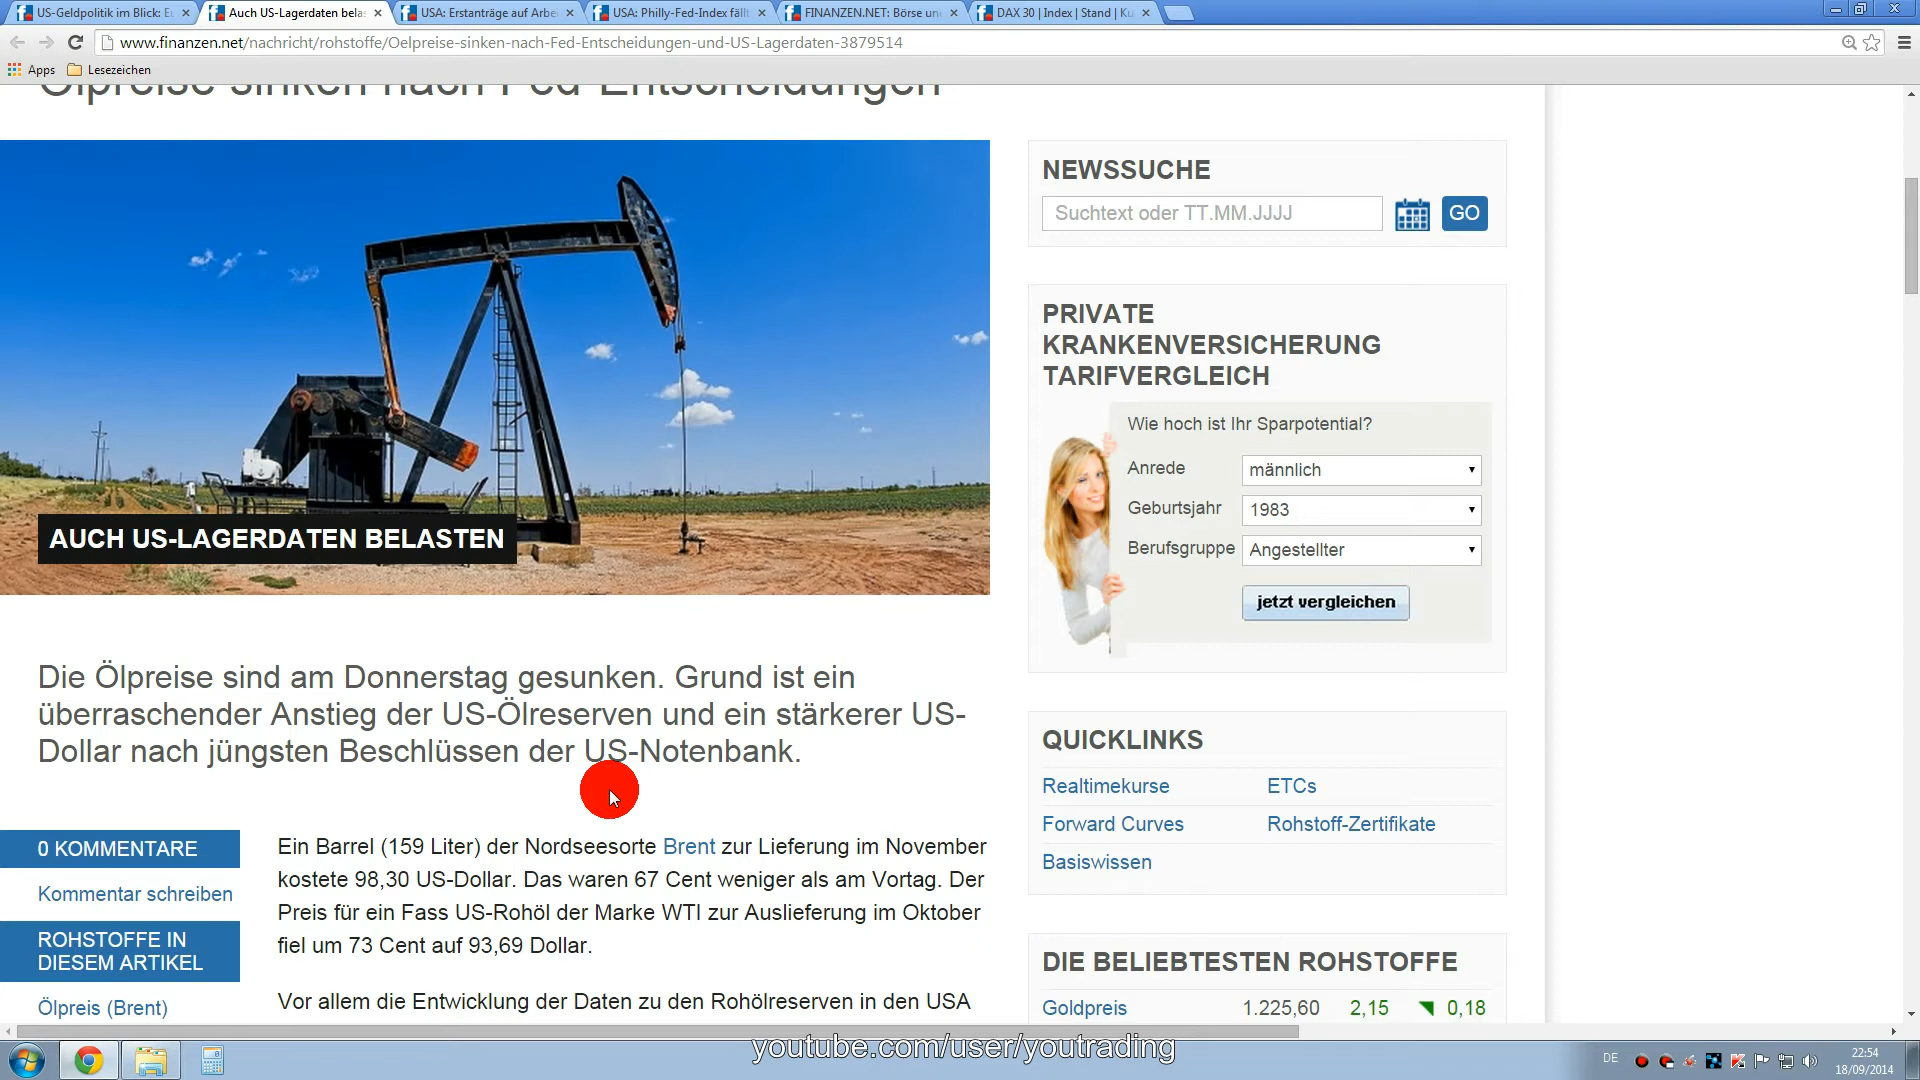 US-Geldpolitik im Blick: Eu
Auch US-Lagerdaten belas
USA: Erstanträge auf Arbe
USA: Philly-Fed-Index fällt
FINANZEN.NET: Börse un
DAX 30 | Index | Stand | Ku
www.finanzen.net/nachricht/rohstoffe/Oelpreise-sinken-nach-Fed-Entscheidungen-und-US-Lagerdaten-3879514
Apps
Lesezeichen
Ölpreise sinken nach Fed-Entscheidungen
AUCH US-LAGERDATEN BELASTEN
Die Ölpreise sind am Donnerstag gesunken. Grund ist ein
überraschender Anstieg der US-Ölreserven und ein stärkerer US-
Dollar nach jüngsten Beschlüssen der US-Notenbank.
0 KOMMENTARE
Kommentar schreiben
ROHSTOFFE IN
DIESEM ARTIKEL
Ölpreis (Brent)
Ein Barrel (159 Liter) der Nordseesorte Brent zur Lieferung im November
kostete 98,30 US-Dollar. Das waren 67 Cent weniger als am Vortag. Der
Preis für ein Fass US-Rohöl der Marke WTI zur Auslieferung im Oktober
fiel um 73 Cent auf 93,69 Dollar.
Vor allem die Entwicklung der Daten zu den Rohölreserven in den USA
NEWSSUCHE
Suchtext oder TT.MM.JJJJ
GO
PRIVATE
KRANKENVERSICHERUNG
TARIFVERGLEICH
Wie hoch ist Ihr Sparpotential?
Anrede männlich
Geburtsjahr 1983
Berufsgruppe Angestellter
jetzt vergleichen
QUICKLINKS
Realtimekurse ETCs
Forward Curves Rohstoff-Zertifikate
Basiswissen
DIE BELIEBTESTEN ROHSTOFFE
Goldpreis 1.225,60 2,15 0,18
youtube.com/user/youtrading
DE
22:54
18/09/2014